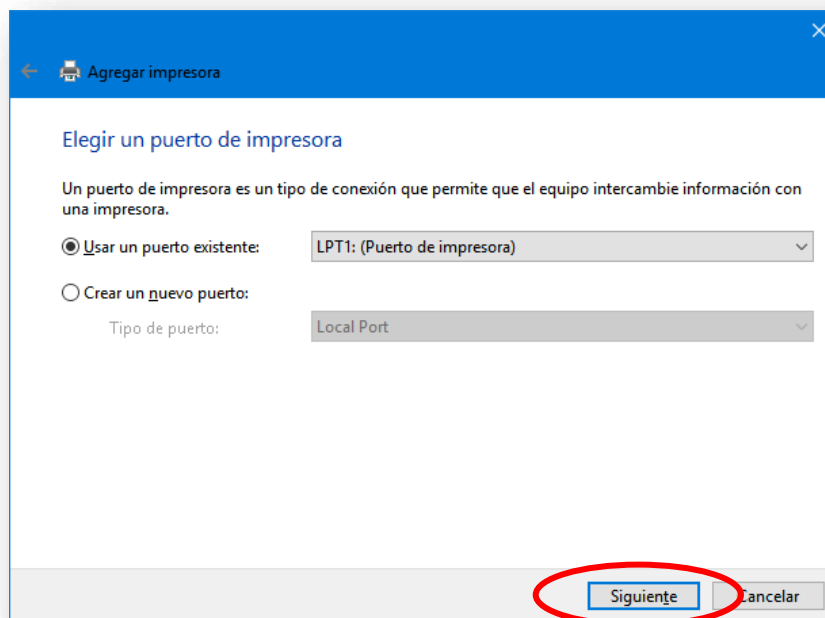 Agregar impresora
Elegir un puerto de impresora
Un puerto de impresora es un tipo de conexión que permite que el equipo intercambie información con
una impresora.
Usar un puerto existente: LPT1: (Puerto de impresora)
Crear un nuevo puerto:
Tipo de puerto: Local Port
Siguiente Cancelar